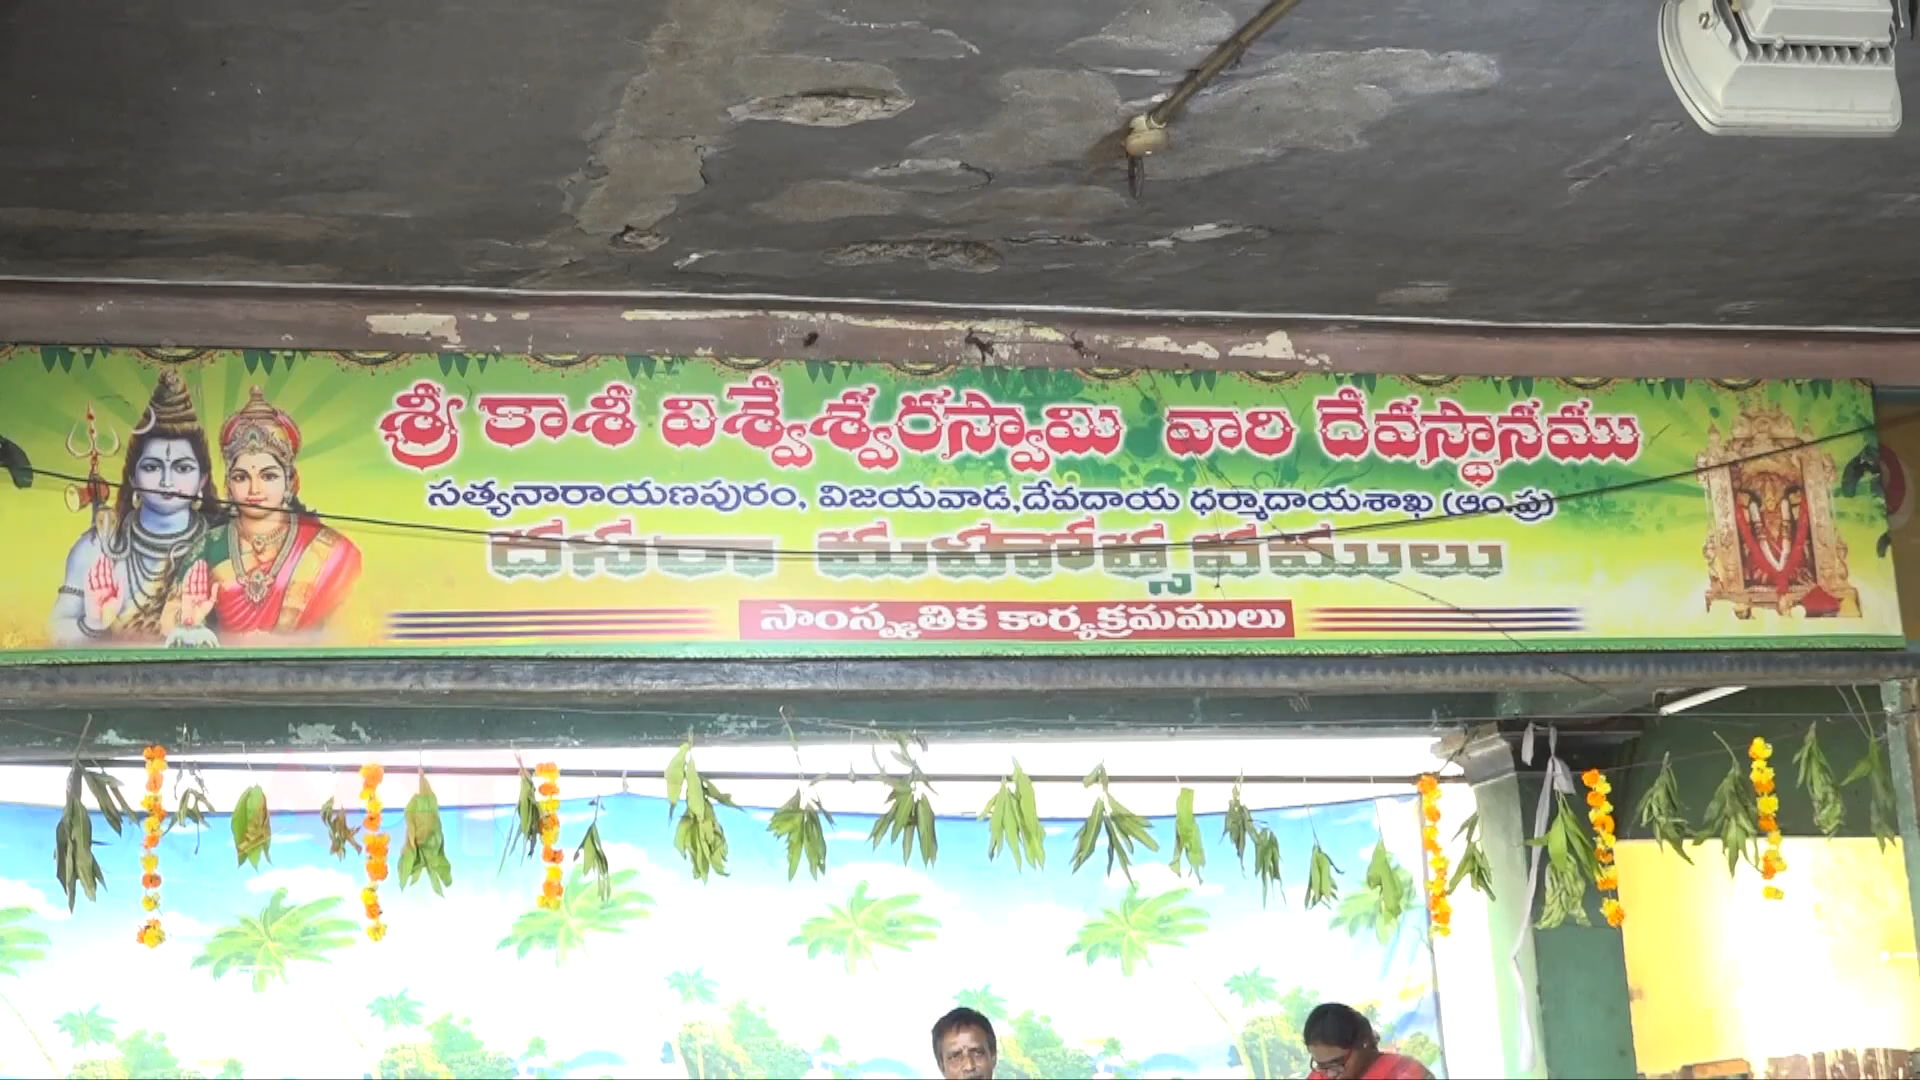 శ్రీ కాశీ విశ్వేశ్వరస్వామి వారి దేవస్థానము
సత్యనారాయణపురం, విజయవాడ,దేవదాయ ధర్మాదాయశాఖ (ఆం.ప్ర)
దసరా మహోత్సవములు
సాంస్కృతిక కార్యక్రమములు